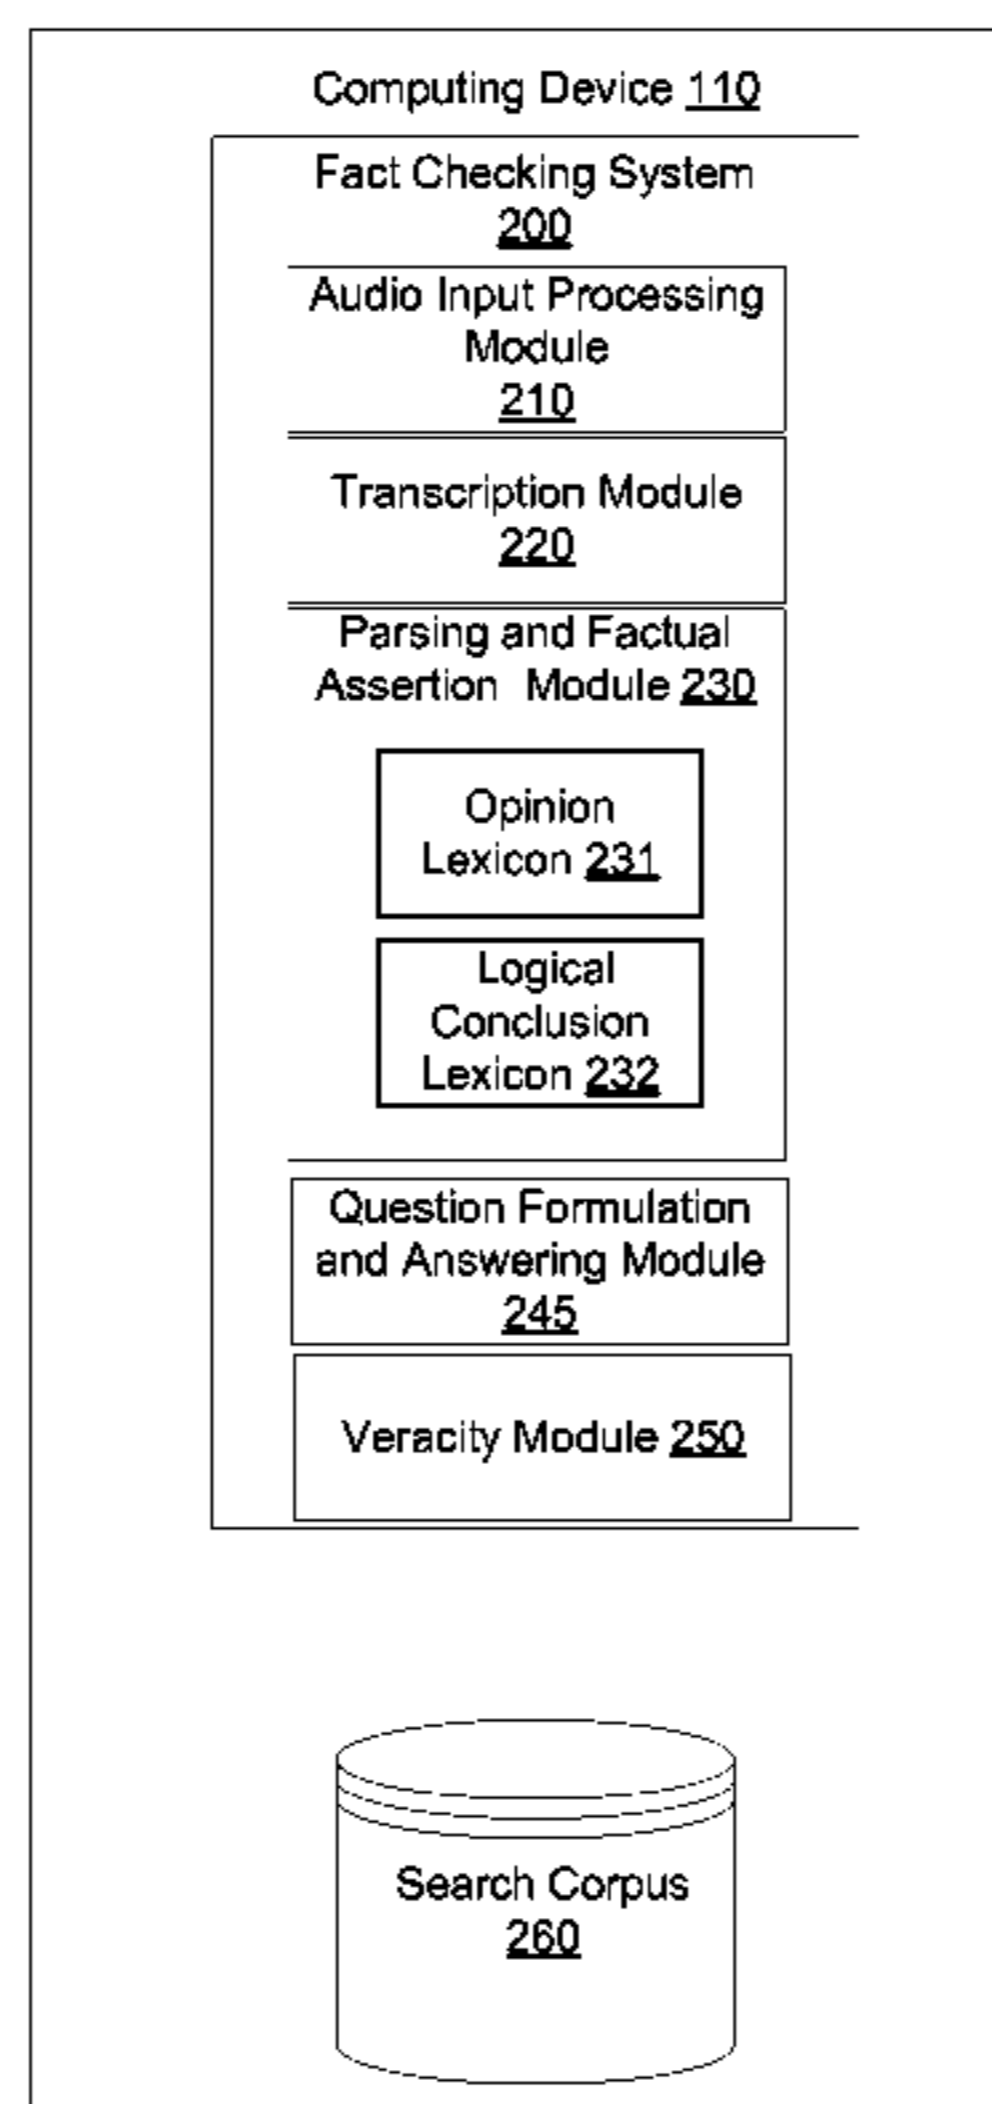 Computing Device 110
Fact Checking System
200
Audio Input Processing
Module
210
Transcription Module
220
Parsing and Factual
Assertion Module 230
Opinion
Lexicon 231
Logical
Conclusion
Lexicon 232
Question Formulation
and Answering Module
245
Veracity Module 250
Search Corpus
260